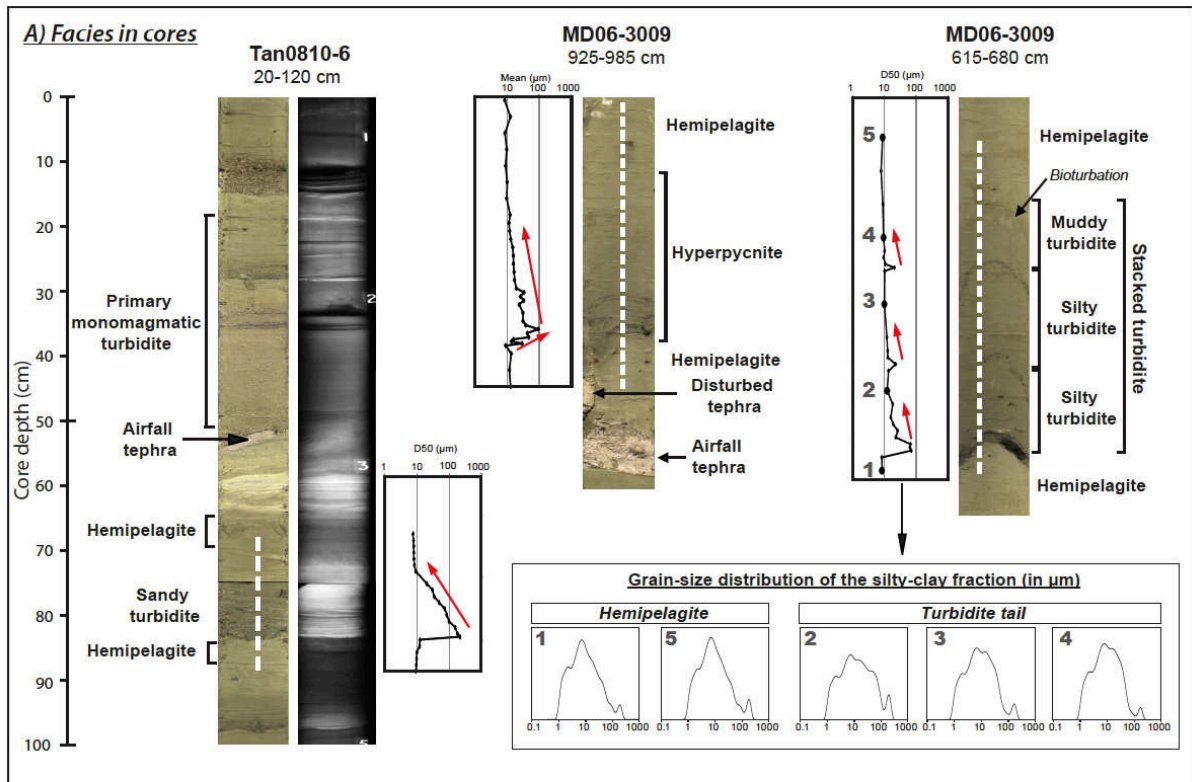 A) Facies in cores
Tan0810-6
20-120 cm
MD06-3009
925-985 cm
MD06-3009
615-680 cm
Core depth (cm)
0
10
20
30
40
50
60
70
80
90
100
Primary
monomagmatic
turbidite
Airfall
tephra
Hemipelagite
Sandy
turbidite
Hemipelagite
1
2
3
D50 (µm)
1 10 100 1000
Mean (µm)
10 100 1000
Hemipelagite
Hyperpycnite
Hemipelagite
Disturbed
tephra
Airfall
tephra
D50 (µm)
1 10 100 1000
5
4
3
2
1
Hemipelagite
Bioturbation
Muddy
turbidite
Silty
turbidite
Silty
turbidite
Stacked turbidite
Hemipelagite
Grain-size distribution of the silty-clay fraction (in µm)
Hemipelagite
Turbidite tail
1
0.1 1 10 100 1000
5
0.1 1 10 100 1000
2
0.1 1 10 100 1000
3
0.1 1 10 100 1000
4
0.1 1 10 100 1000